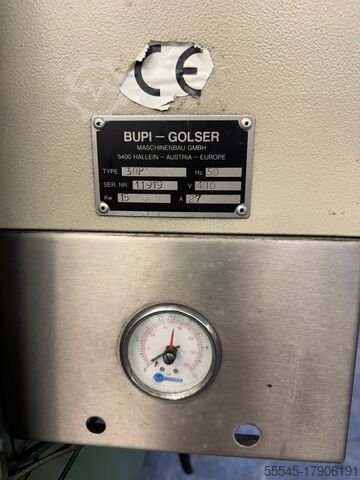 CE
BUPI - GOLSER
MASCHINENBAU GMBH
5400 HALLEIN - AUSTRIA - EUROPE
TYPE Hz 50
SER. NR. 11919 V 400
Kw 15 A 27
55545-17906191